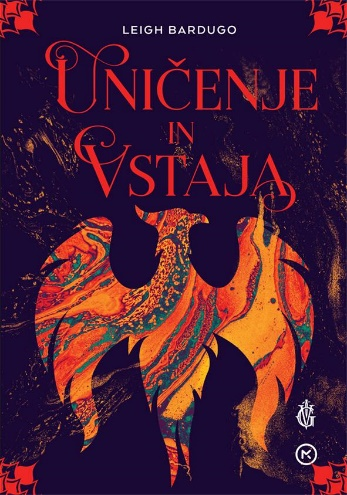 LEIGH BARDUGO
UNIČENJE
IN
VSTAJA